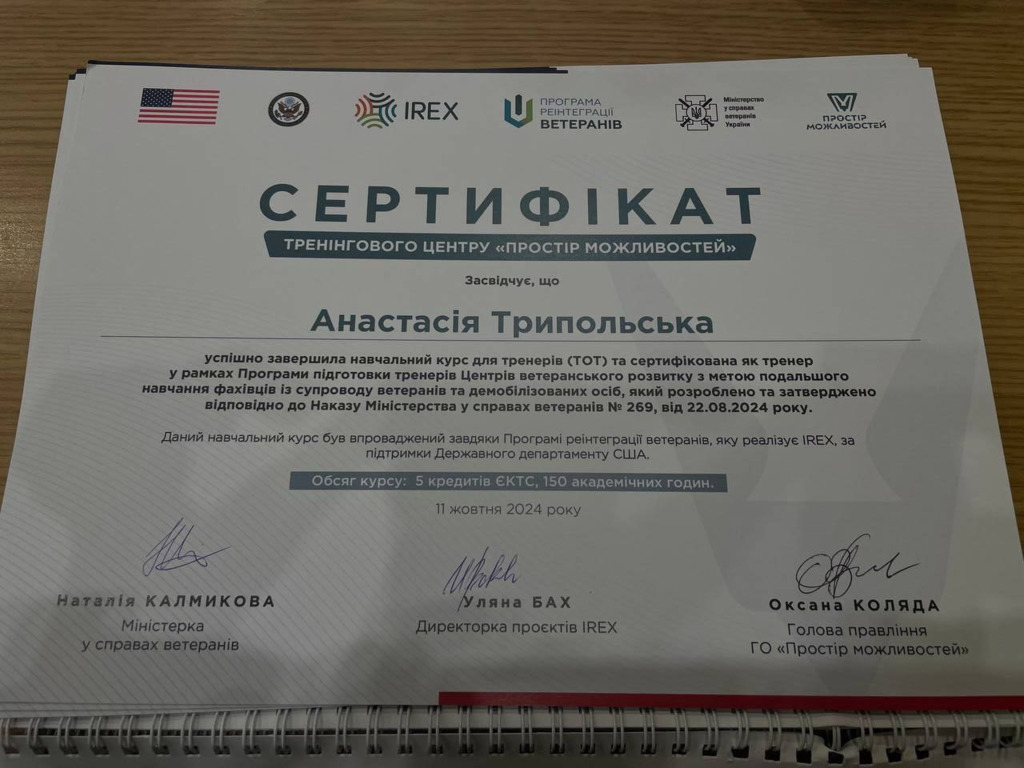 IREX
ПРОГРАМА
РЕІНТЕГРАЦІЇ
ВЕТЕРАНІВ
Міністерство
у справах
ветеранів
України
ПРОСТІР
МОЖЛИВОСТЕЙ
СЕРТИФІКАТ
ТРЕНІНГОВОГО ЦЕНТРУ «ПРОСТІР МОЖЛИВОСТЕЙ»
Засвідчує, що
Анастасія Трипольська
успішно завершила навчальний курс для тренерів (ТОТ) та сертифікована як тренер
у рамках Програми підготовки тренерів Центрів ветеранського розвитку з метою подальшого
навчання фахівців із супроводу ветеранів та демобілізованих осіб, який розроблено та затверджено
відповідно до Наказу Міністерства у справах ветеранів № 269, від 22.08.2024 року.
Даний навчальний курс був впроваджений завдяки Програмі реінтеграції ветеранів, яку реалізує IREX, за
підтримки Державного департаменту США.
Обсяг курсу: 5 кредитів ЄКТС, 150 академічних годин.
11 жовтня 2024 року
Наталія КАЛМИКОВА
Міністерка
у справах ветеранів
Уляна БАХ
Директорка проєктів IREX
Оксана КОЛЯДА
Голова правління
ГО «Простір можливостей»